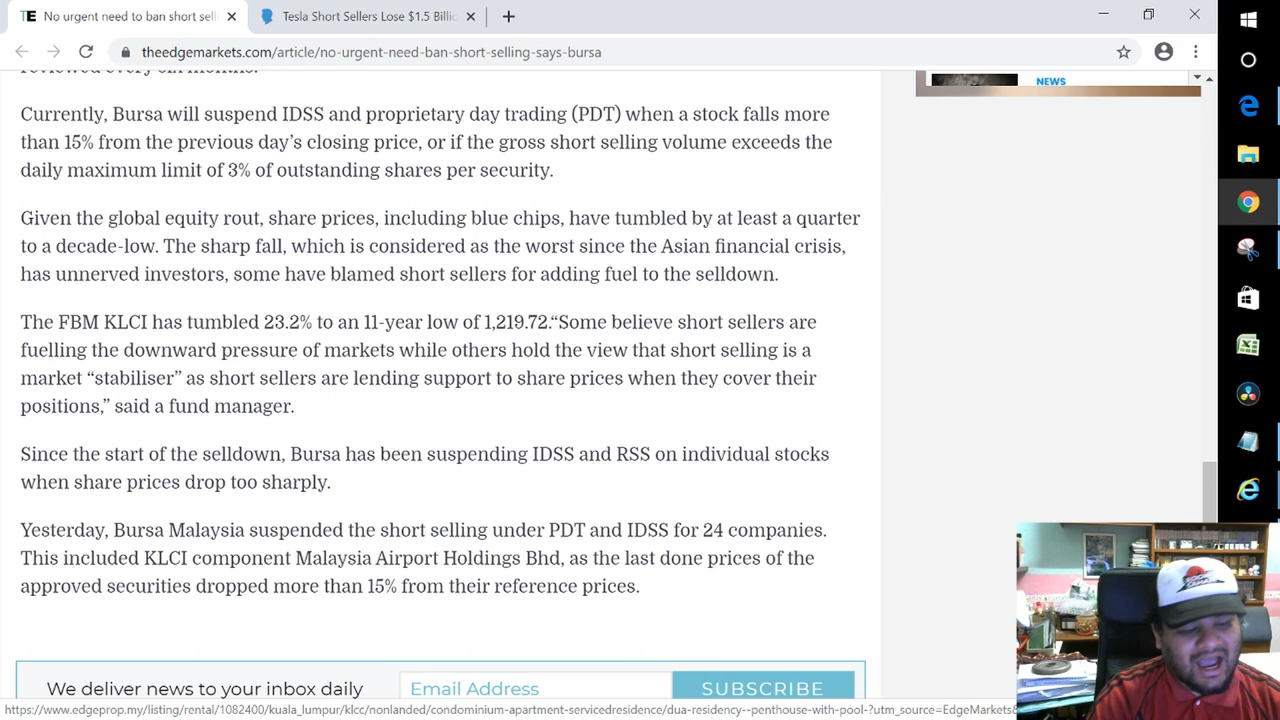 No urgent need to ban short sell
Tesla Short Sellers Lose $1.5 Billi
theedgemarkets.com/article/no-urgent-need-ban-short-selling-says-bursa
reviewed every six months.
NEWS
Currently, Bursa will suspend IDSS and proprietary day trading (PDT) when a stock falls more
than 15% from the previous day’s closing price, or if the gross short selling volume exceeds the
daily maximum limit of 3% of outstanding shares per security.
Given the global equity rout, share prices, including blue chips, have tumbled by at least a quarter
to a decade-low. The sharp fall, which is considered as the worst since the Asian financial crisis,
has unnerved investors, some have blamed short sellers for adding fuel to the selldown.
The FBM KLCI has tumbled 23.2% to an 11-year low of 1,219.72.“Some believe short sellers are
fuelling the downward pressure of markets while others hold the view that short selling is a
market “stabiliser” as short sellers are lending support to share prices when they cover their
positions,” said a fund manager.
Since the start of the selldown, Bursa has been suspending IDSS and RSS on individual stocks
when share prices drop too sharply.
Yesterday, Bursa Malaysia suspended the short selling under PDT and IDSS for 24 companies.
This included KLCI component Malaysia Airport Holdings Bnd, as the last done prices of the
approved securities dropped more than 15% from their reference prices.
We deliver news to your inbox daily
Email Address
SUBSCRIBE
https://www.edgeprop.my/listing/rental/1082400/kuala_lumpur/klcc/nonlanded/condominium-apartment-servicedresidence/dua-residency--penthouse-with-pool-?utm_source=EdgeMarkets&